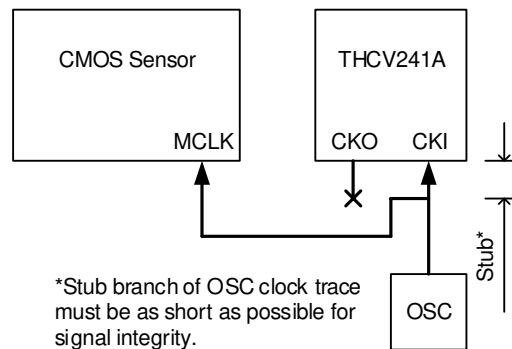 CMOS Sensor
THCV241A
MCLK
CKO
CKI
Stub*
*Stub branch of OSC clock trace
must be as short as possible for
signal integrity.
OSC